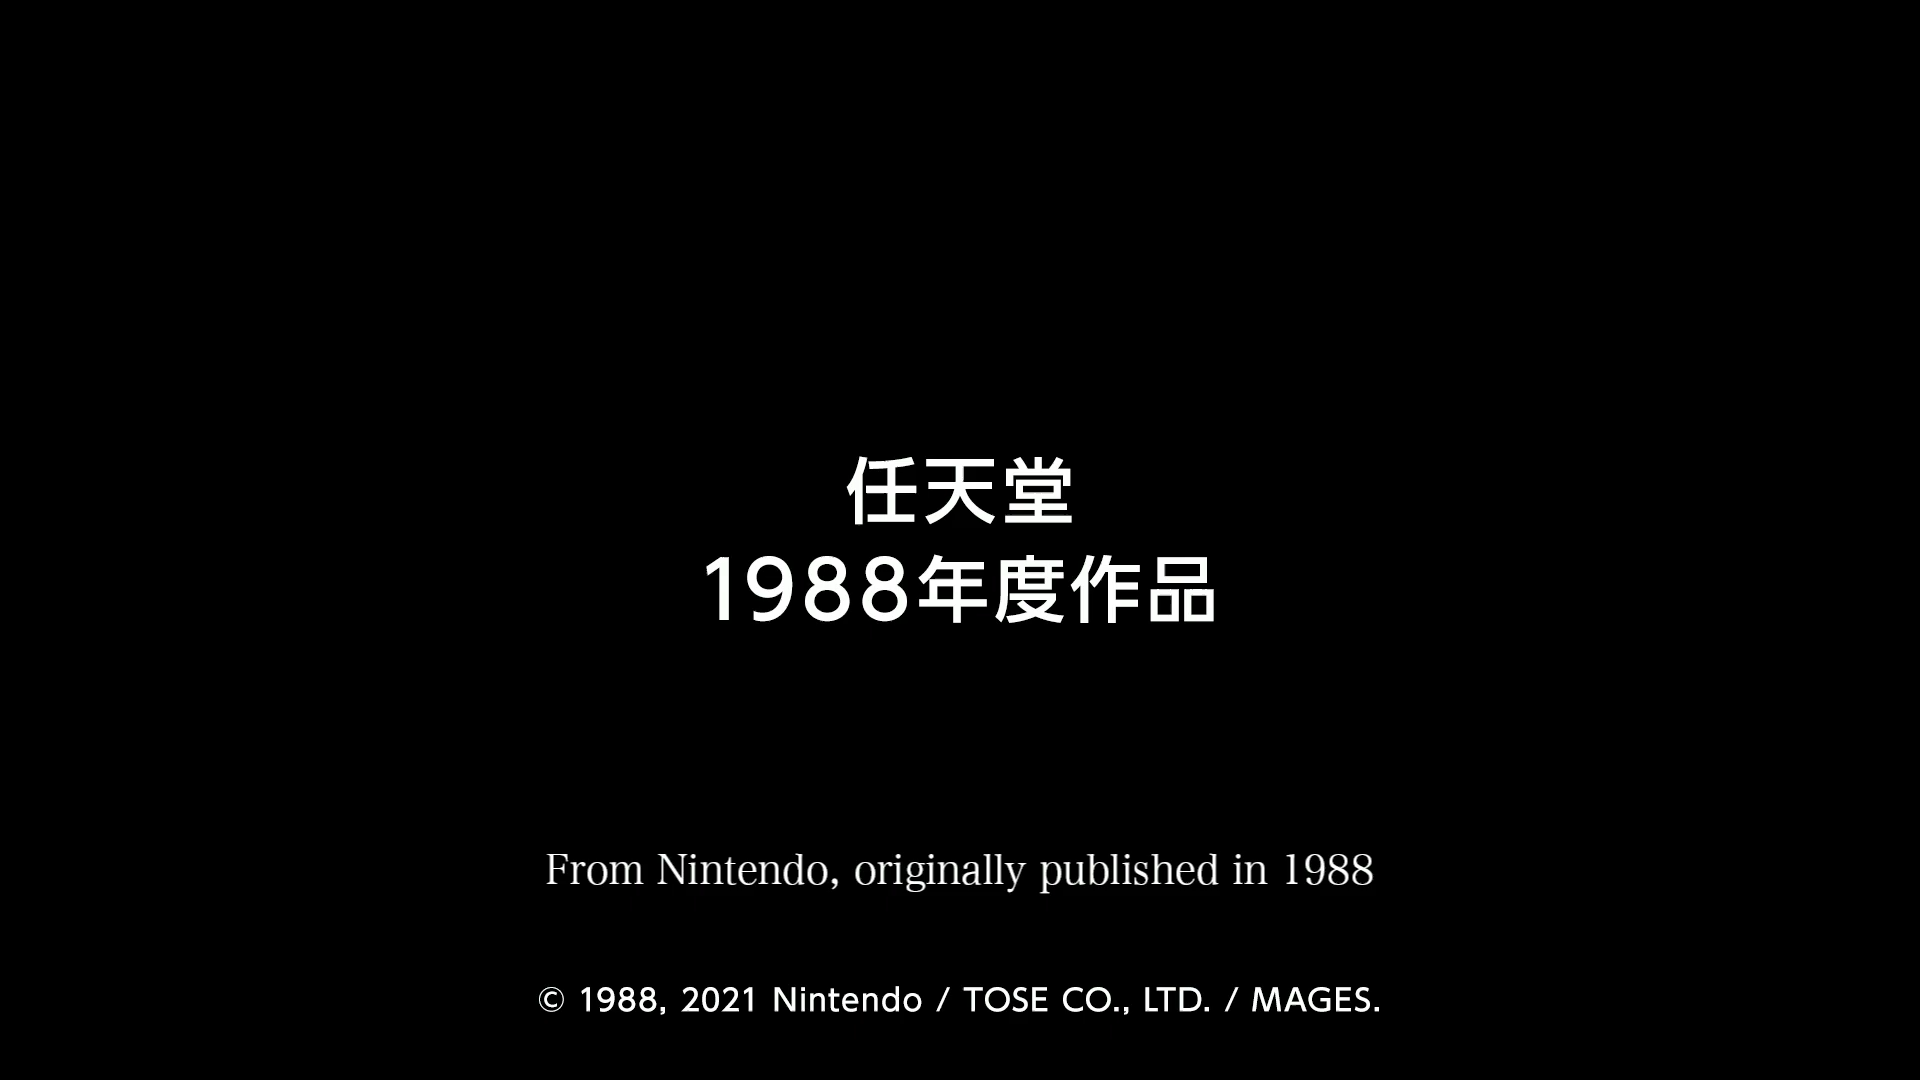 任天堂
1988年度作品
From Nintendo, originally published in 1988
© 1988, 2021 Nintendo / TOSE CO., LTD. / MAGES.